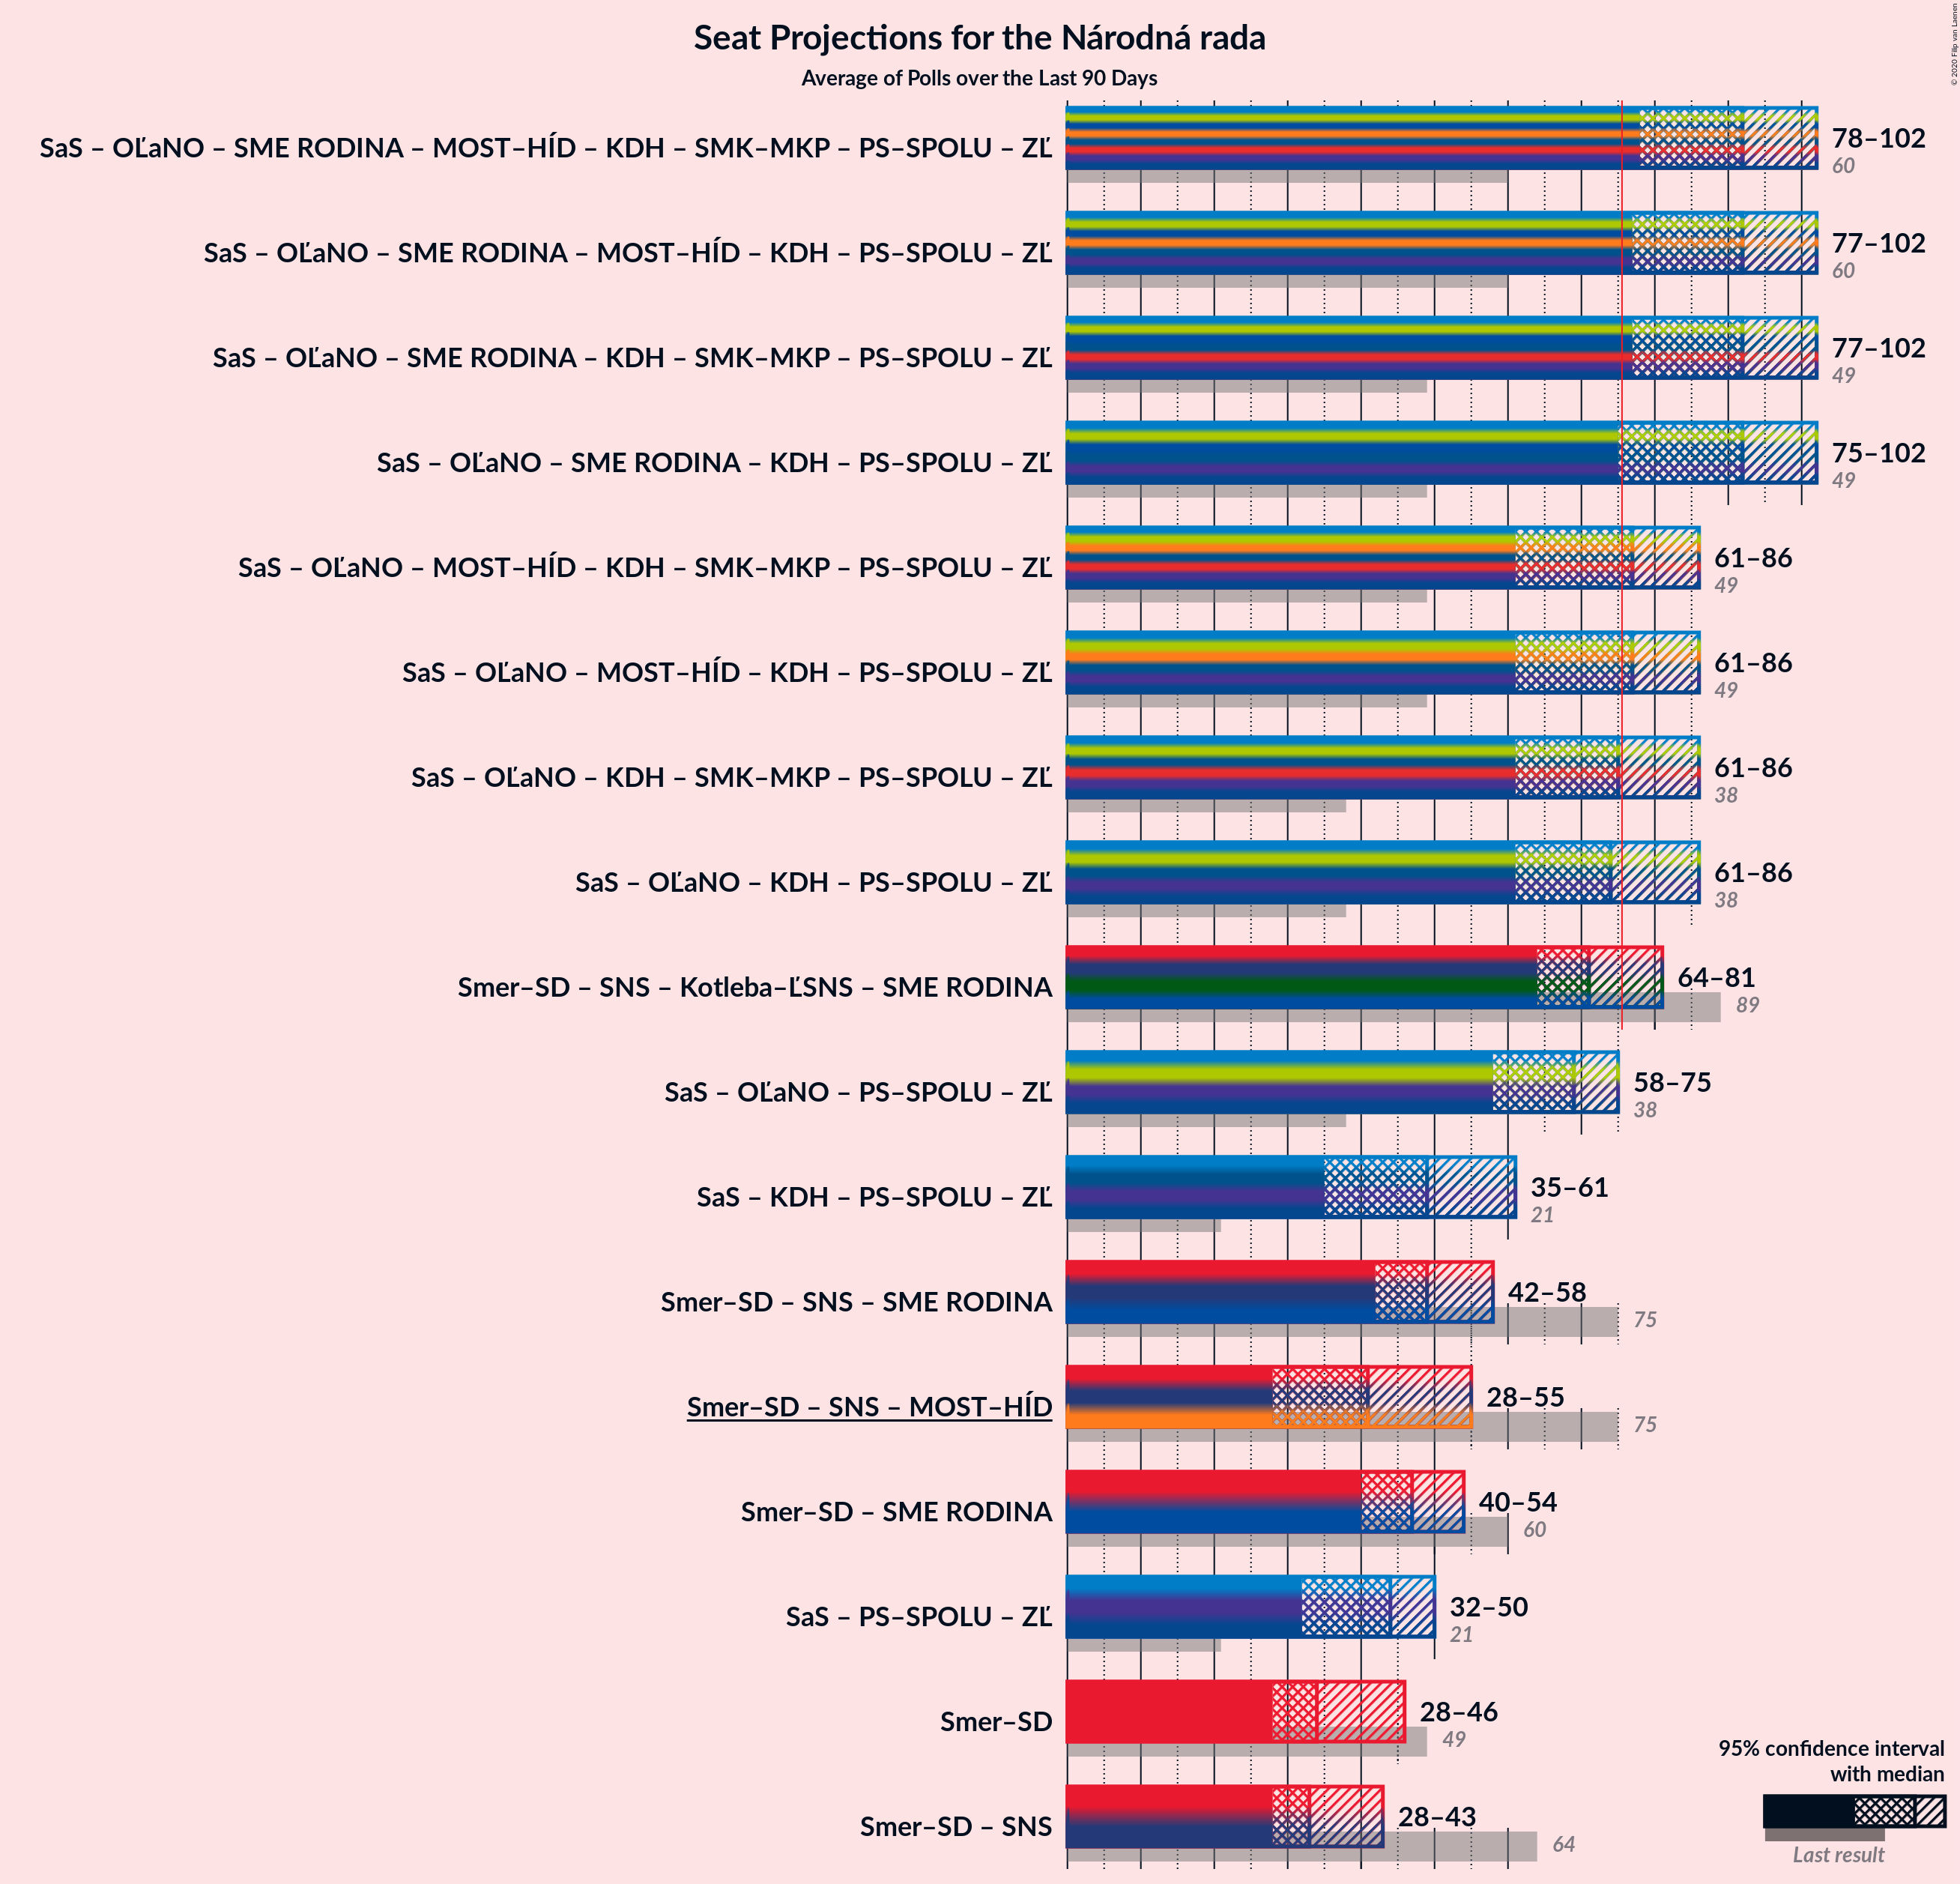 Seat Projections for the Národná rada
Average of Polls over the Last 90 Days
© 2020 Filip van Laenen
SaS – OĽaNO – SME RODINA – MOST–HÍD – KDH – SMK–MKP – PS–SPOLU – ZĽ
78–102
60
SaS – OĽaNO – SME RODINA – MOST–HÍD – KDH – PS–SPOLU – ZĽ
77–102
60
SaS – OĽaNO – SME RODINA – KDH – SMK–MKP – PS–SPOLU – ZĽ
77–102
49
SaS – OĽaNO – SME RODINA – KDH – PS–SPOLU – ZĽ
75–102
49
SaS – OĽaNO – MOST–HÍD – KDH – SMK–MKP – PS–SPOLU – ZĽ
61–86
49
SaS – OĽaNO – MOST–HÍD – KDH – PS–SPOLU – ZĽ
61–86
49
SaS – OĽaNO – KDH – SMK–MKP – PS–SPOLU – ZĽ
61–86
38
SaS – OĽaNO – KDH – PS–SPOLU – ZĽ
61–86
38
Smer–SD – SNS – Kotleba–ĽSNS – SME RODINA
64–81
89
SaS – OĽaNO – PS–SPOLU – ZĽ
58–75
38
SaS – KDH – PS–SPOLU – ZĽ
35–61
21
Smer–SD – SNS – SME RODINA
42–58
75
Smer–SD – SNS – MOST–HÍD
28–55
75
Smer–SD – SME RODINA
40–54
60
SaS – PS–SPOLU – ZĽ
32–50
21
Smer–SD
28–46
49
Smer–SD – SNS
28–43
64
95% confidence interval
with median
Last result